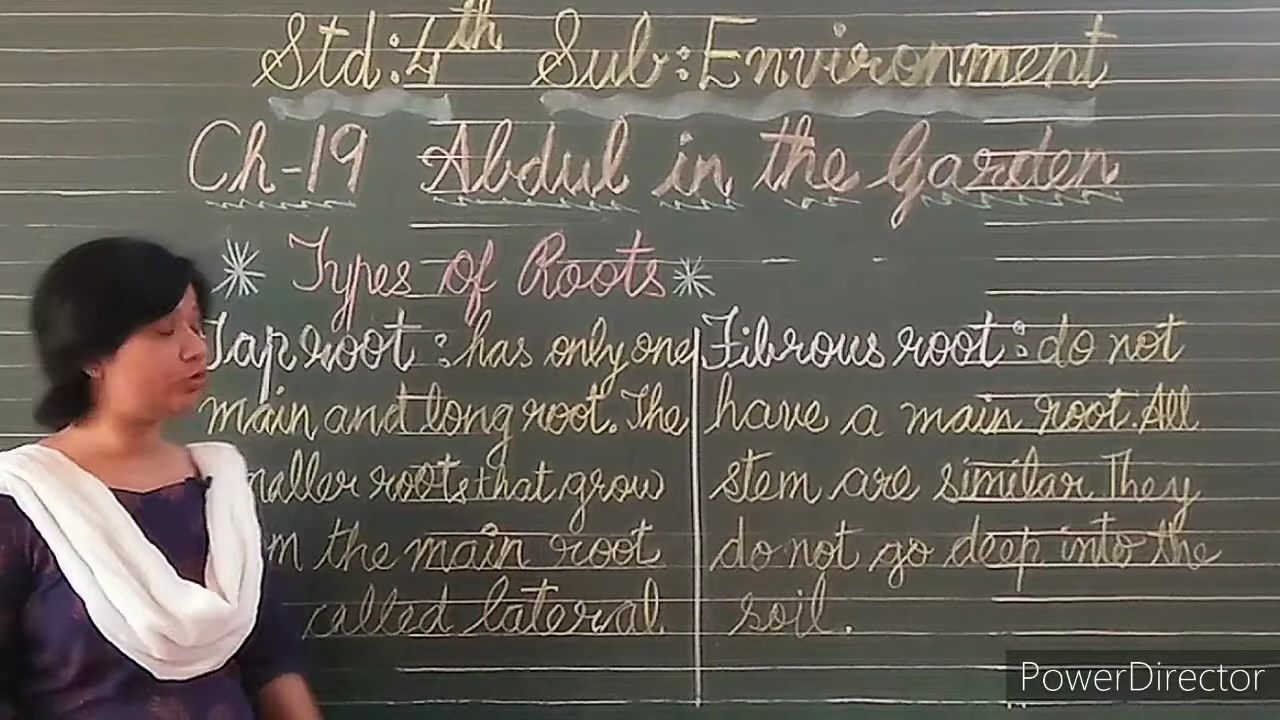 Std:4th Sub:Environment
Ch-19 Abdul in the Garden
* Types of Roots *
Tap root : has only one
main and long root. The
naller roots that grow
m the main root
called lateral.
Fibrous root : do not
have a main root. All
stem are similar. They
do not go deep into the
soil.
PowerDirector